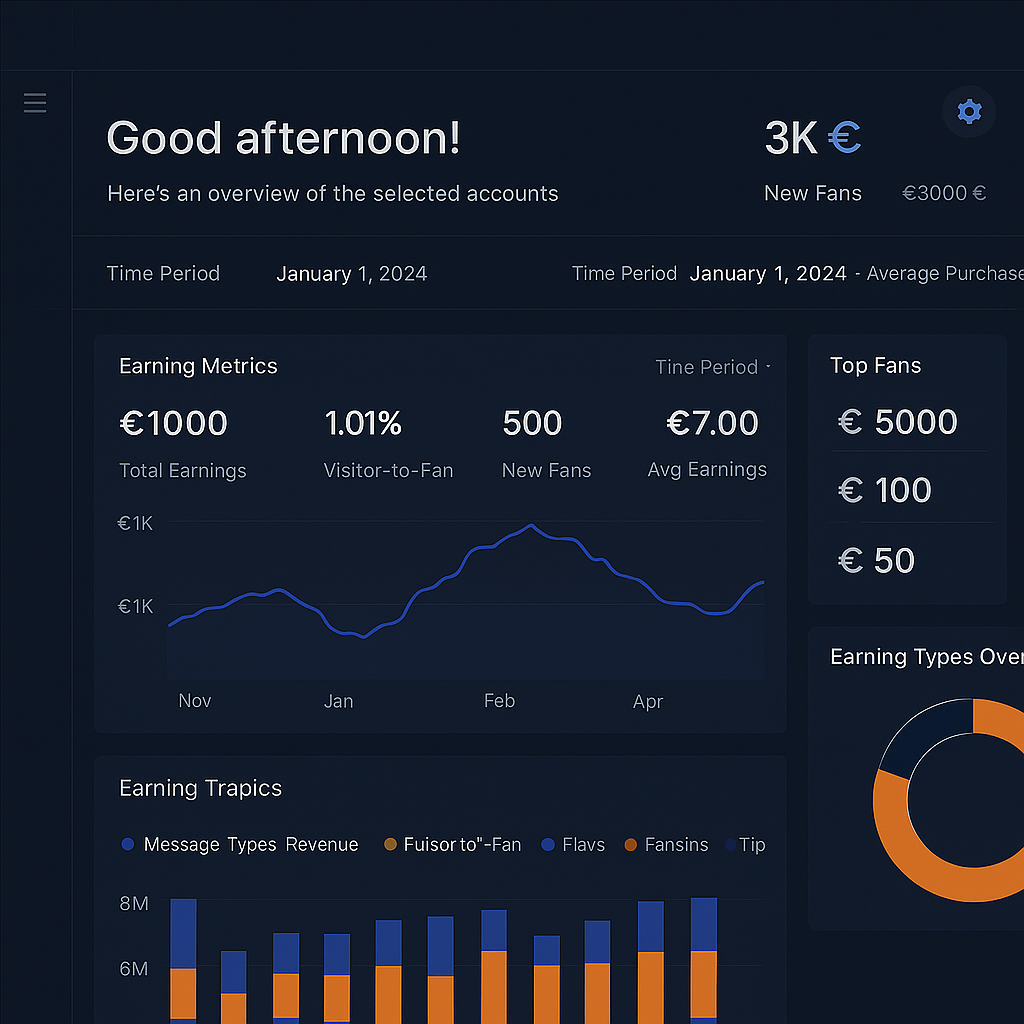 Good afternoon!
3K €
Here's an overview of the selected accounts
New Fans €3000 €
Time Period January 1, 2024
Time Period January 1, 2024 - Average Purchase
Earning Metrics
Tine Period -
€1000 1.01% 500 €7.00
Total Earnings Visitor-to-Fan New Fans Avg Earnings
€1K
€1K
Nov Jan Feb Apr
Top Fans
€ 5000
€ 100
€ 50
Earning Types Over
Earning Trapics
Message Types Revenue Fuisor to"-Fan Flavs Fansins Tip
8M
6M